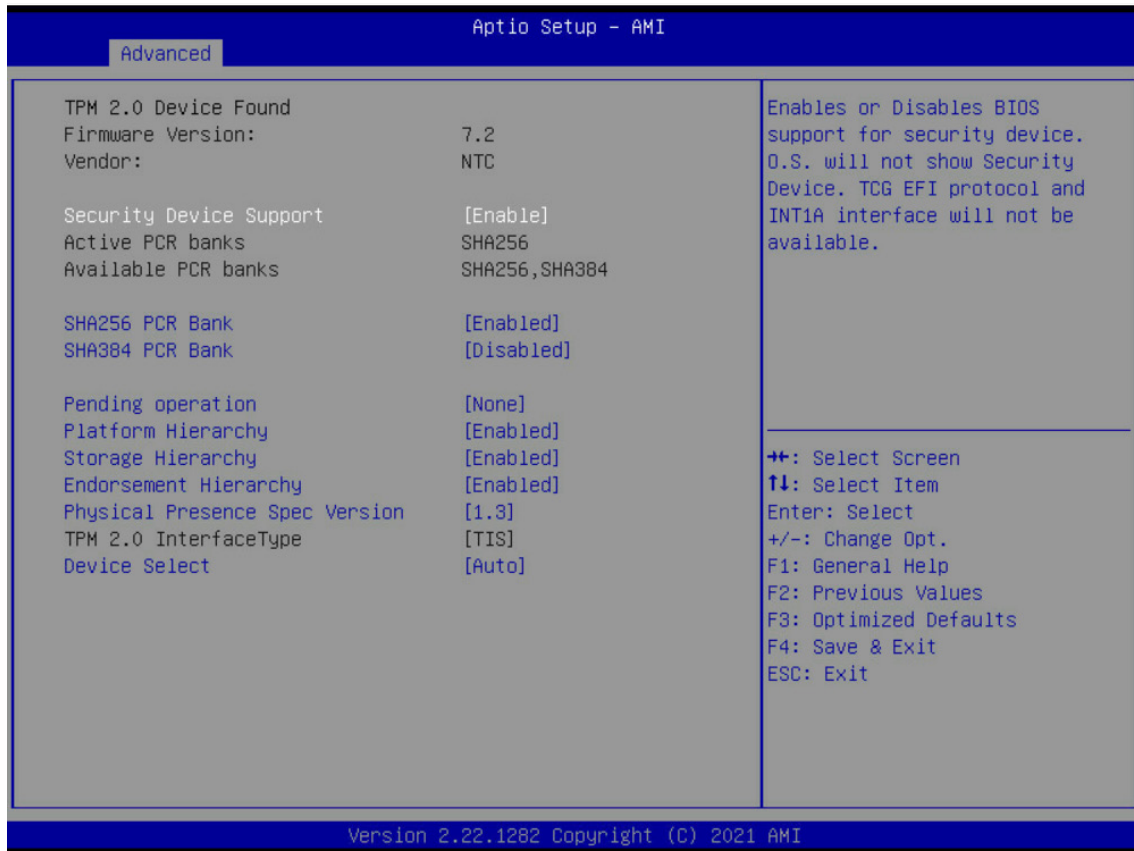 Aptio Setup – AMI
Advanced
TPM 2.0 Device Found
Firmware Version: 7.2
Vendor: NTC
Security Device Support [Enable]
Active PCR banks SHA256
Available PCR banks SHA256,SHA384
SHA256 PCR Bank [Enabled]
SHA384 PCR Bank [Disabled]
Pending operation [None]
Platform Hierarchy [Enabled]
Storage Hierarchy [Enabled]
Endorsement Hierarchy [Enabled]
Physical Presence Spec Version [1.3]
TPM 2.0 InterfaceType [TIS]
Device Select [Auto]
Enables or Disables BIOS
support for security device.
O.S. will not show Security
Device. TCG EFI protocol and
INT1A interface will not be
available.
→←: Select Screen
↑↓: Select Item
Enter: Select
+/-: Change Opt.
F1: General Help
F2: Previous Values
F3: Optimized Defaults
F4: Save & Exit
ESC: Exit
Version 2.22.1282 Copyright (C) 2021 AMI